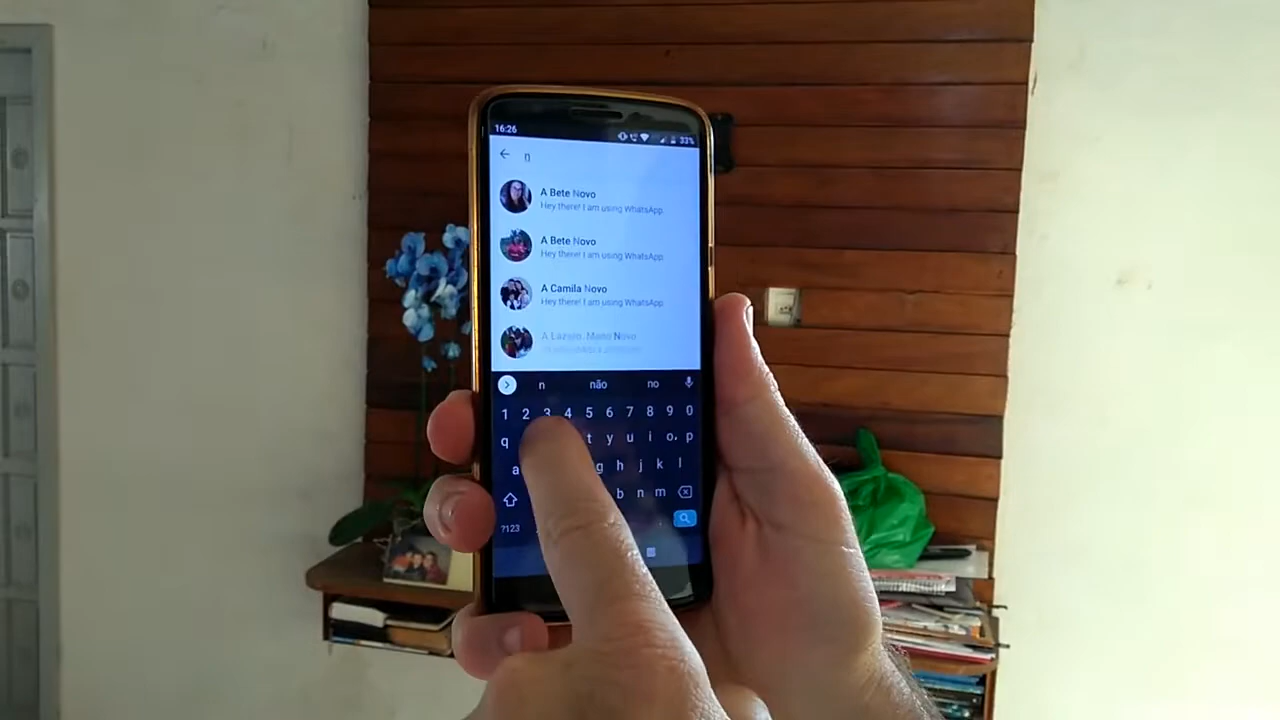 16:26
33%
n
A Bete Novo
Hey there! I am using WhatsApp.
A Bete Novo
Hey there! I am using WhatsApp.
A Camila Novo
Hey there! I am using WhatsApp.
Novo
n não no
1 2 3 4 5 6 7 8 9 0
q t y u i o p
a g h j k l
b n m
?123